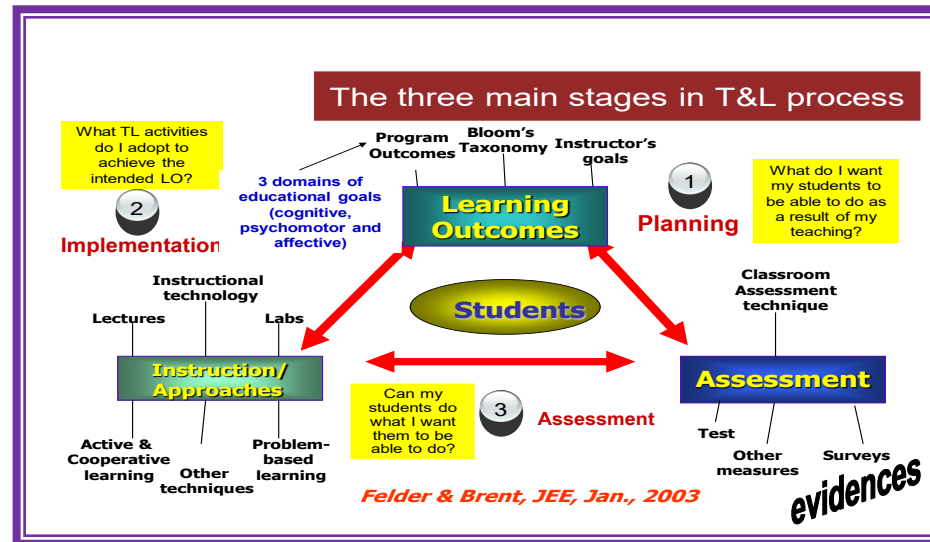 The three main stages in T&L process
What TL activities
do I adopt to
achieve the
intended LO?
2
Implementation
Program
Outcomes
Bloom's
Taxonomy
Instructor's
goals
3 domains of
educational goals
(cognitive,
psychomotor and
affective)
Learning
Outcomes
1
Planning
What do I want
my students to
be able to do as
a result of my
teaching?
Students
Instructional
technology
Lectures
Labs
Instruction/
Approaches
Active &
Cooperative
learning
Other
techniques
Problem-
based
learning
Can my
students do
what I want
them to be
able to do?
3
Assessment
Classroom
Assessment
technique
Assessment
Test
Other
measures
Surveys
evidences
Felder & Brent, JEE, Jan., 2003